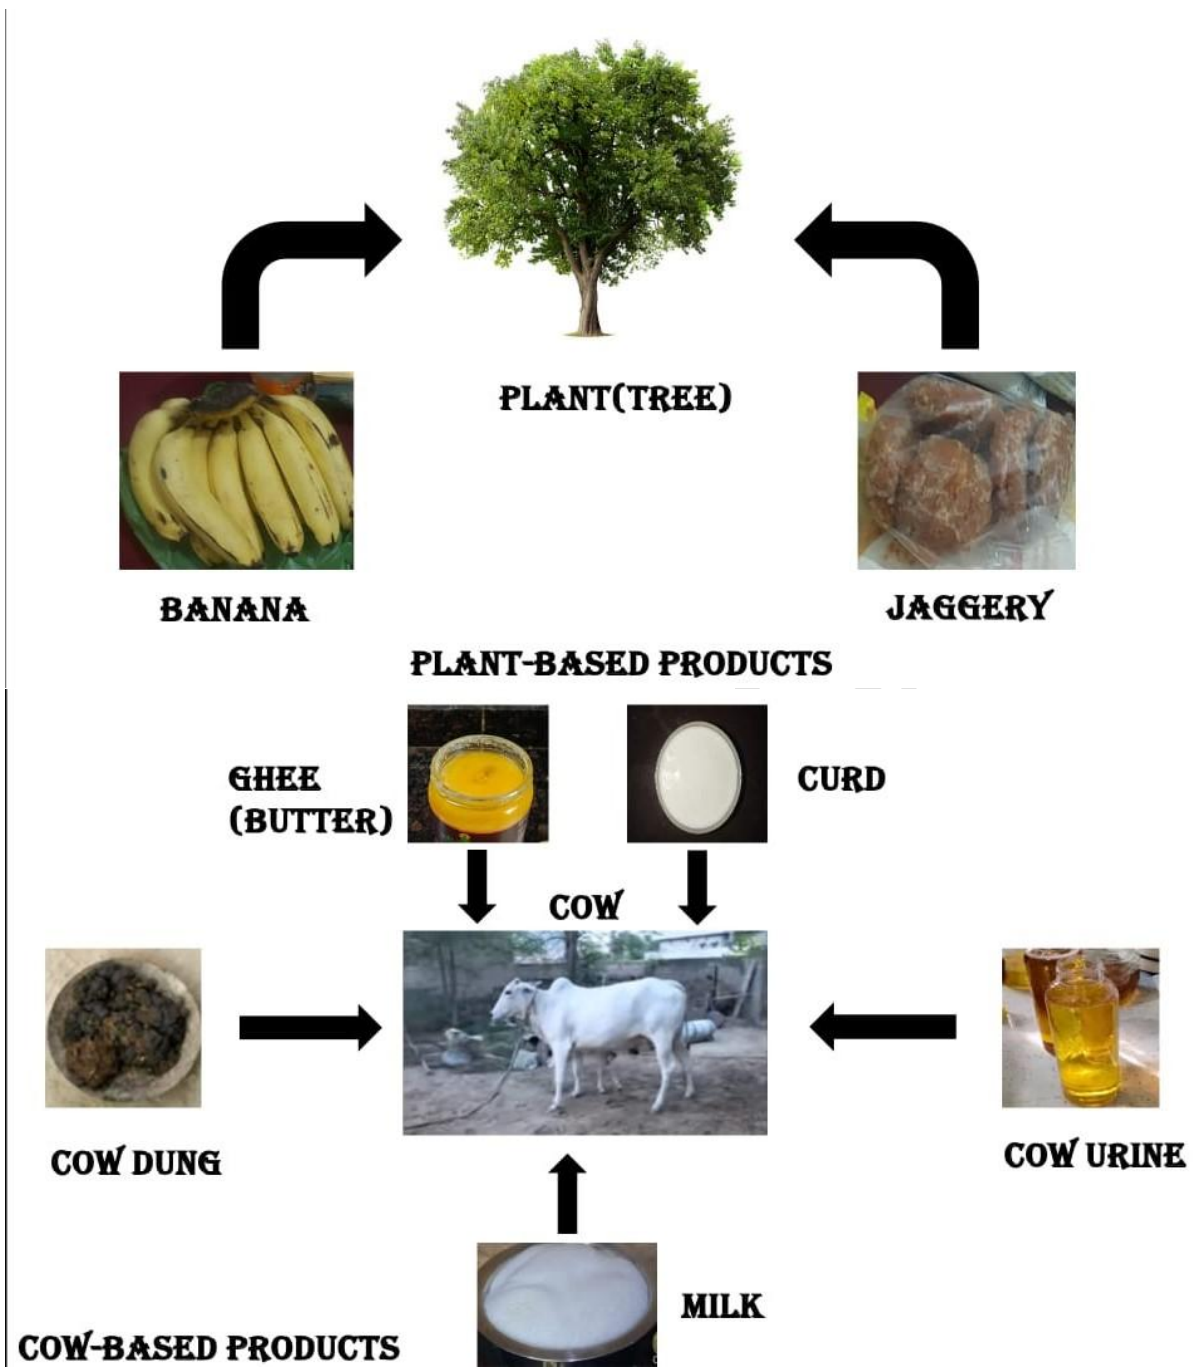 PLANT(TREE)
BANANA
JAGGERY
PLANT-BASED PRODUCTS
GHEE
(BUTTER)
CURD
COW
COW DUNG
COW URINE
MILK
COW-BASED PRODUCTS